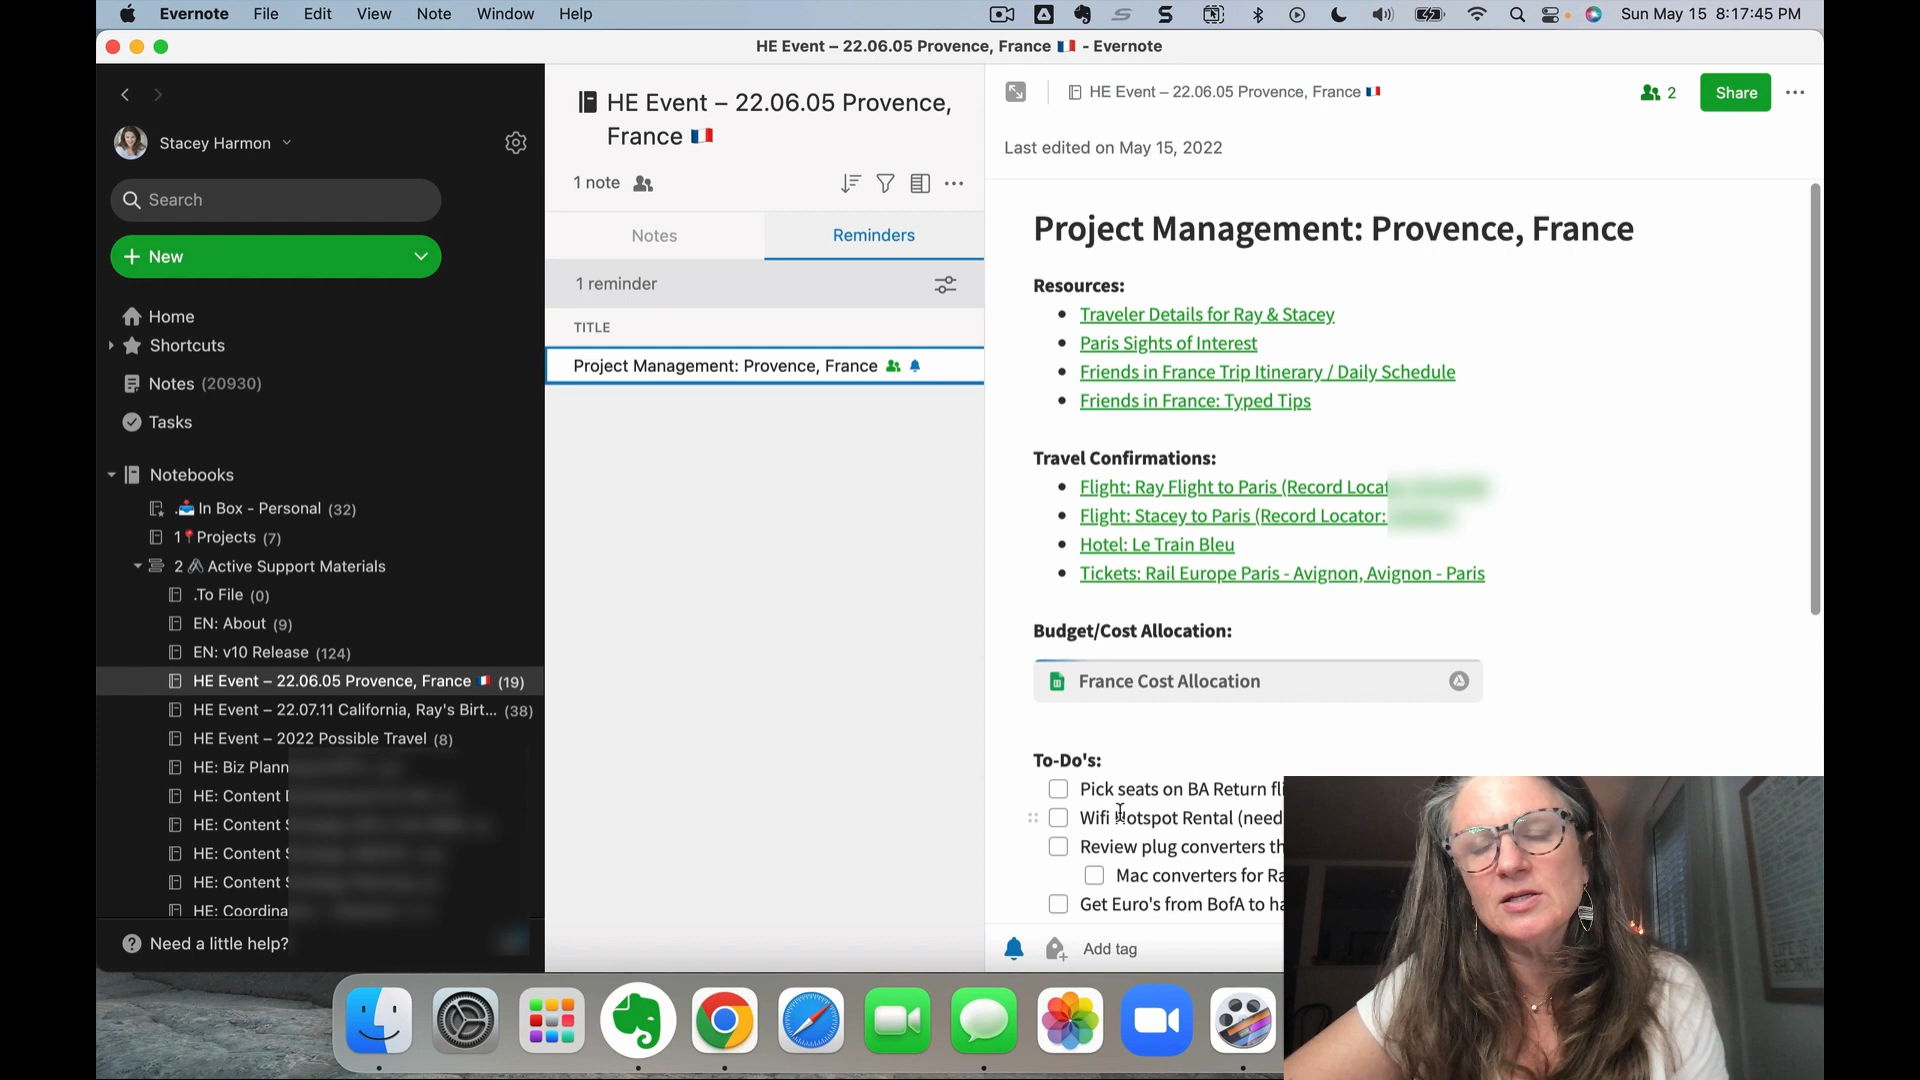 Evernote File Edit View Note Window Help Sun May 15 8:17:45 PM
HE Event – 22.06.05 Provence, France 🇫🇷 - Evernote
Stacey Harmon
Search
New
Home
Shortcuts
Notes (20930)
Tasks
Notebooks
.📥 In Box - Personal (32)
1📍Projects (7)
2 🖇 Active Support Materials
.To File (0)
EN: About (9)
EN: v10 Release (124)
HE Event – 22.06.05 Provence, France 🇫🇷 (19)
HE Event – 22.07.11 California, Ray's Birt... (38)
HE Event – 2022 Possible Travel (8)
HE: Biz Plann
HE: Content
HE: Content
HE: Content
HE: Content
HE: Coordina
Need a little help?
HE Event – 22.06.05 Provence,
France 🇫🇷
1 note
Notes Reminders
1 reminder
TITLE
Project Management: Provence, France
HE Event – 22.06.05 Provence, France 🇫🇷
2
Share
Last edited on May 15, 2022
Project Management: Provence, France
Resources:
Traveler Details for Ray & Stacey
Paris Sights of Interest
Friends in France Trip Itinerary / Daily Schedule
Friends in France: Typed Tips
Travel Confirmations:
Flight: Ray Flight to Paris (Record Locat
Flight: Stacey to Paris (Record Locator:
Hotel: Le Train Bleu
Tickets: Rail Europe Paris - Avignon, Avignon - Paris
Budget/Cost Allocation:
France Cost Allocation
To-Do's:
Pick seats on BA Return fli
Wifi Hotspot Rental (need
Review plug converters th
Mac converters for Ra
Get Euro's from BofA to ha
Add tag